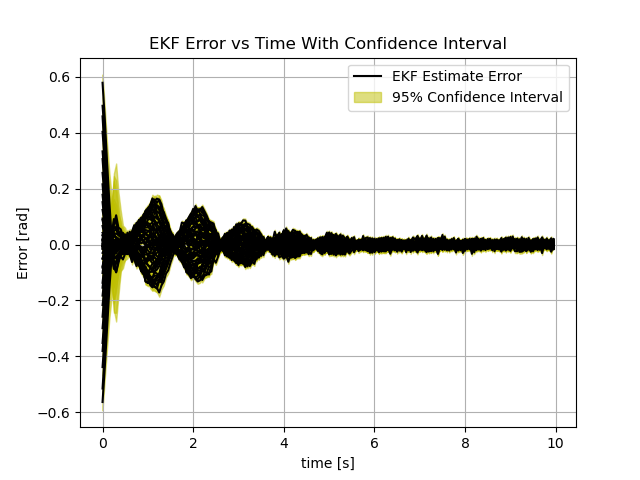 EKF Error vs Time With Confidence Interval
EKF Estimate Error
95% Confidence Interval
0.6
0.4
0.2
0.0
−0.2
−0.4
−0.6
Error [rad]
0 2 4 6 8 10
time [s]